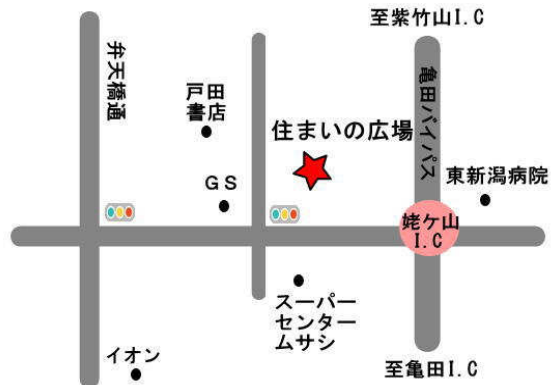 至紫竹山I.C
弁天橋通
戸田
書店
亀田バイパス
住まいの広場
GS
東新潟病院
姥ケ山
I.C
スーパー
センター
ムサシ
イオン
至亀田I.C